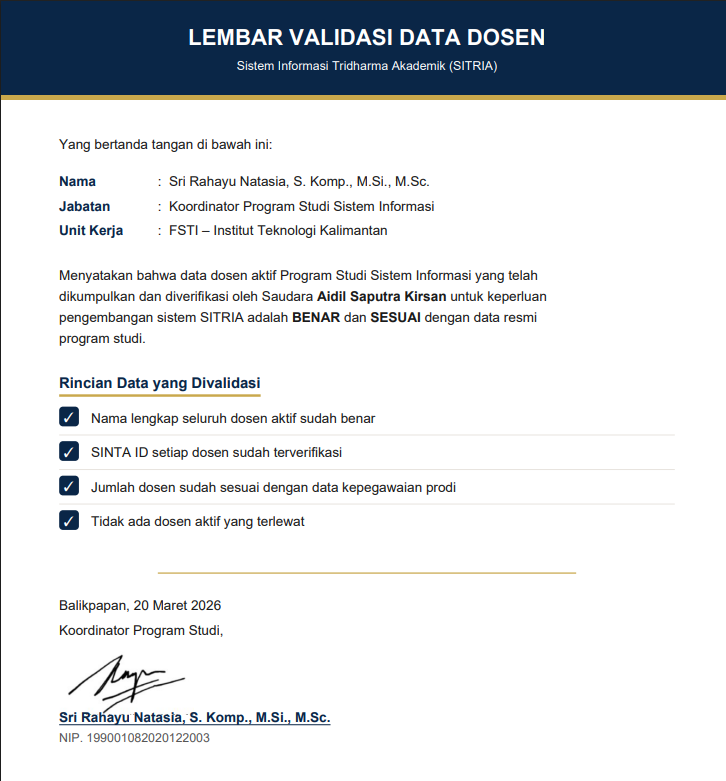 LEMBAR VALIDASI DATA DOSEN
Sistem Informasi Tridharma Akademik (SITRIA)
Yang bertanda tangan di bawah ini:
Nama : Sri Rahayu Natasia, S. Komp., M.Si., M.Sc.
Jabatan : Koordinator Program Studi Sistem Informasi
Unit Kerja : FSTI – Institut Teknologi Kalimantan
Menyatakan bahwa data dosen aktif Program Studi Sistem Informasi yang telah
dikumpulkan dan diverifikasi oleh Saudara Aidil Saputra Kirsan untuk keperluan
pengembangan sistem SITRIA adalah BENAR dan SESUAI dengan data resmi
program studi.
Rincian Data yang Divalidasi
✓ Nama lengkap seluruh dosen aktif sudah benar
✓ SINTA ID setiap dosen sudah terverifikasi
✓ Jumlah dosen sudah sesuai dengan data kepegawaian prodi
✓ Tidak ada dosen aktif yang terlewat
Balikpapan, 20 Maret 2026
Koordinator Program Studi,
Sri Rahayu Natasia, S. Komp., M.Si., M.Sc.
NIP. 199001082020122003